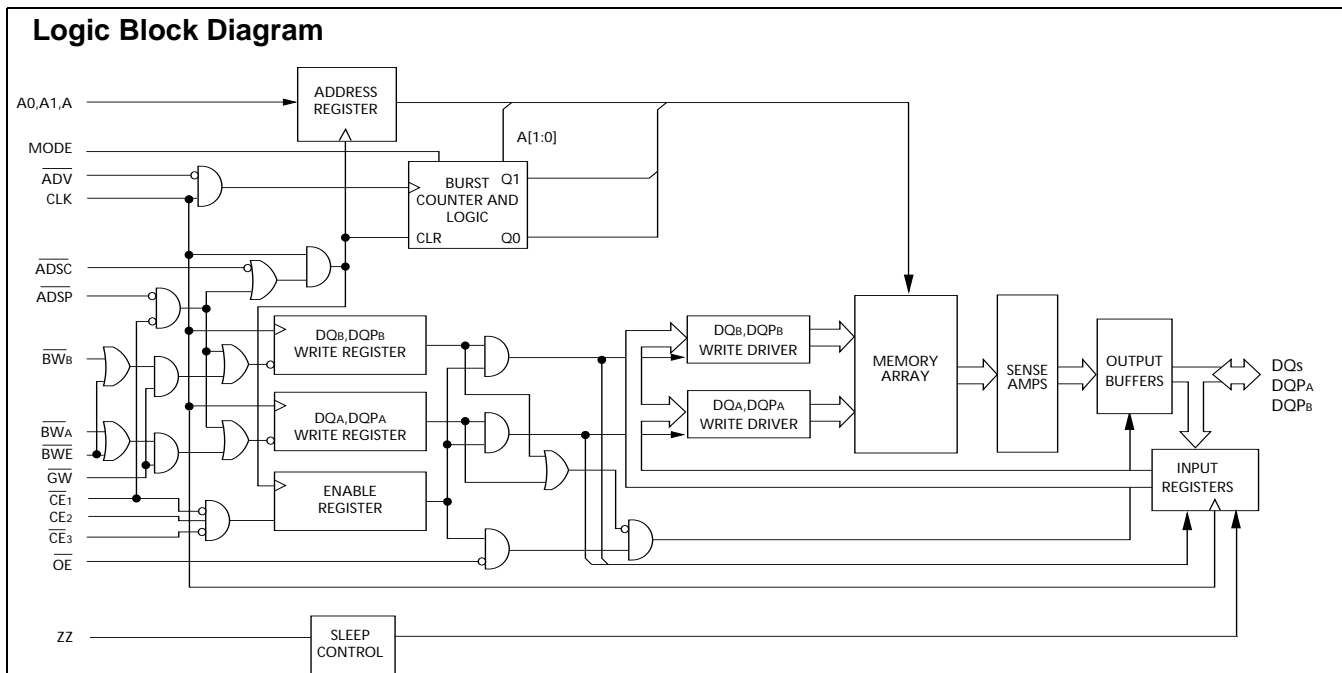 Logic Block Diagram
A0,A1,A
ADDRESS
REGISTER
MODE
A[1:0]
ADV
CLK
BURST
COUNTER AND
LOGIC
Q1
CLR
Q0
ADSC
ADSP
DQB,DQPB
WRITE REGISTER
DQB,DQPB
WRITE DRIVER
MEMORY
ARRAY
SENSE
AMPS
OUTPUT
BUFFERS
DQs
DQPA
DQPB
BWB
DQA,DQPA
WRITE REGISTER
DQA,DQPA
WRITE DRIVER
BWA
BWE
GW
CE1
CE2
CE3
ENABLE
REGISTER
INPUT
REGISTERS
OE
ZZ
SLEEP
CONTROL